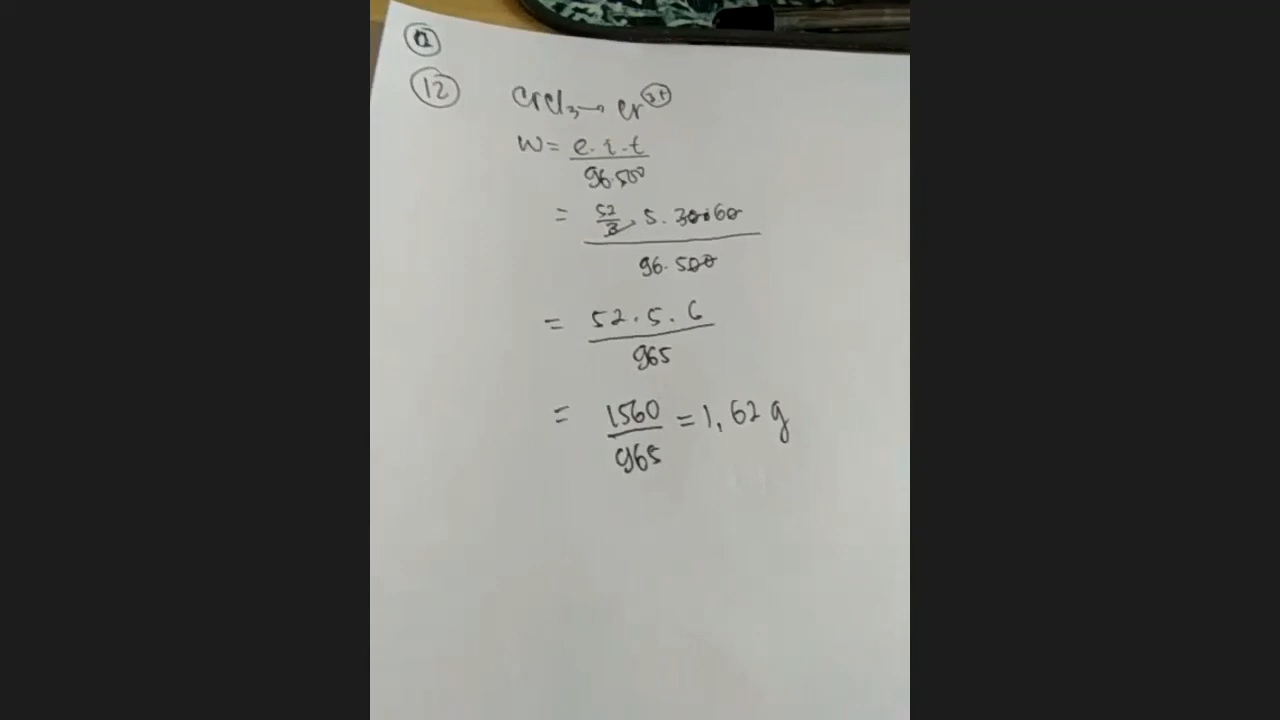 12
CrCl₃ → Cr³⁺
W = e.i.t / 96.500
= 52/3 . 5 . 30.60 / 96.500
= 52.5.6 / 965
= 1560 / 965 = 1,62 g